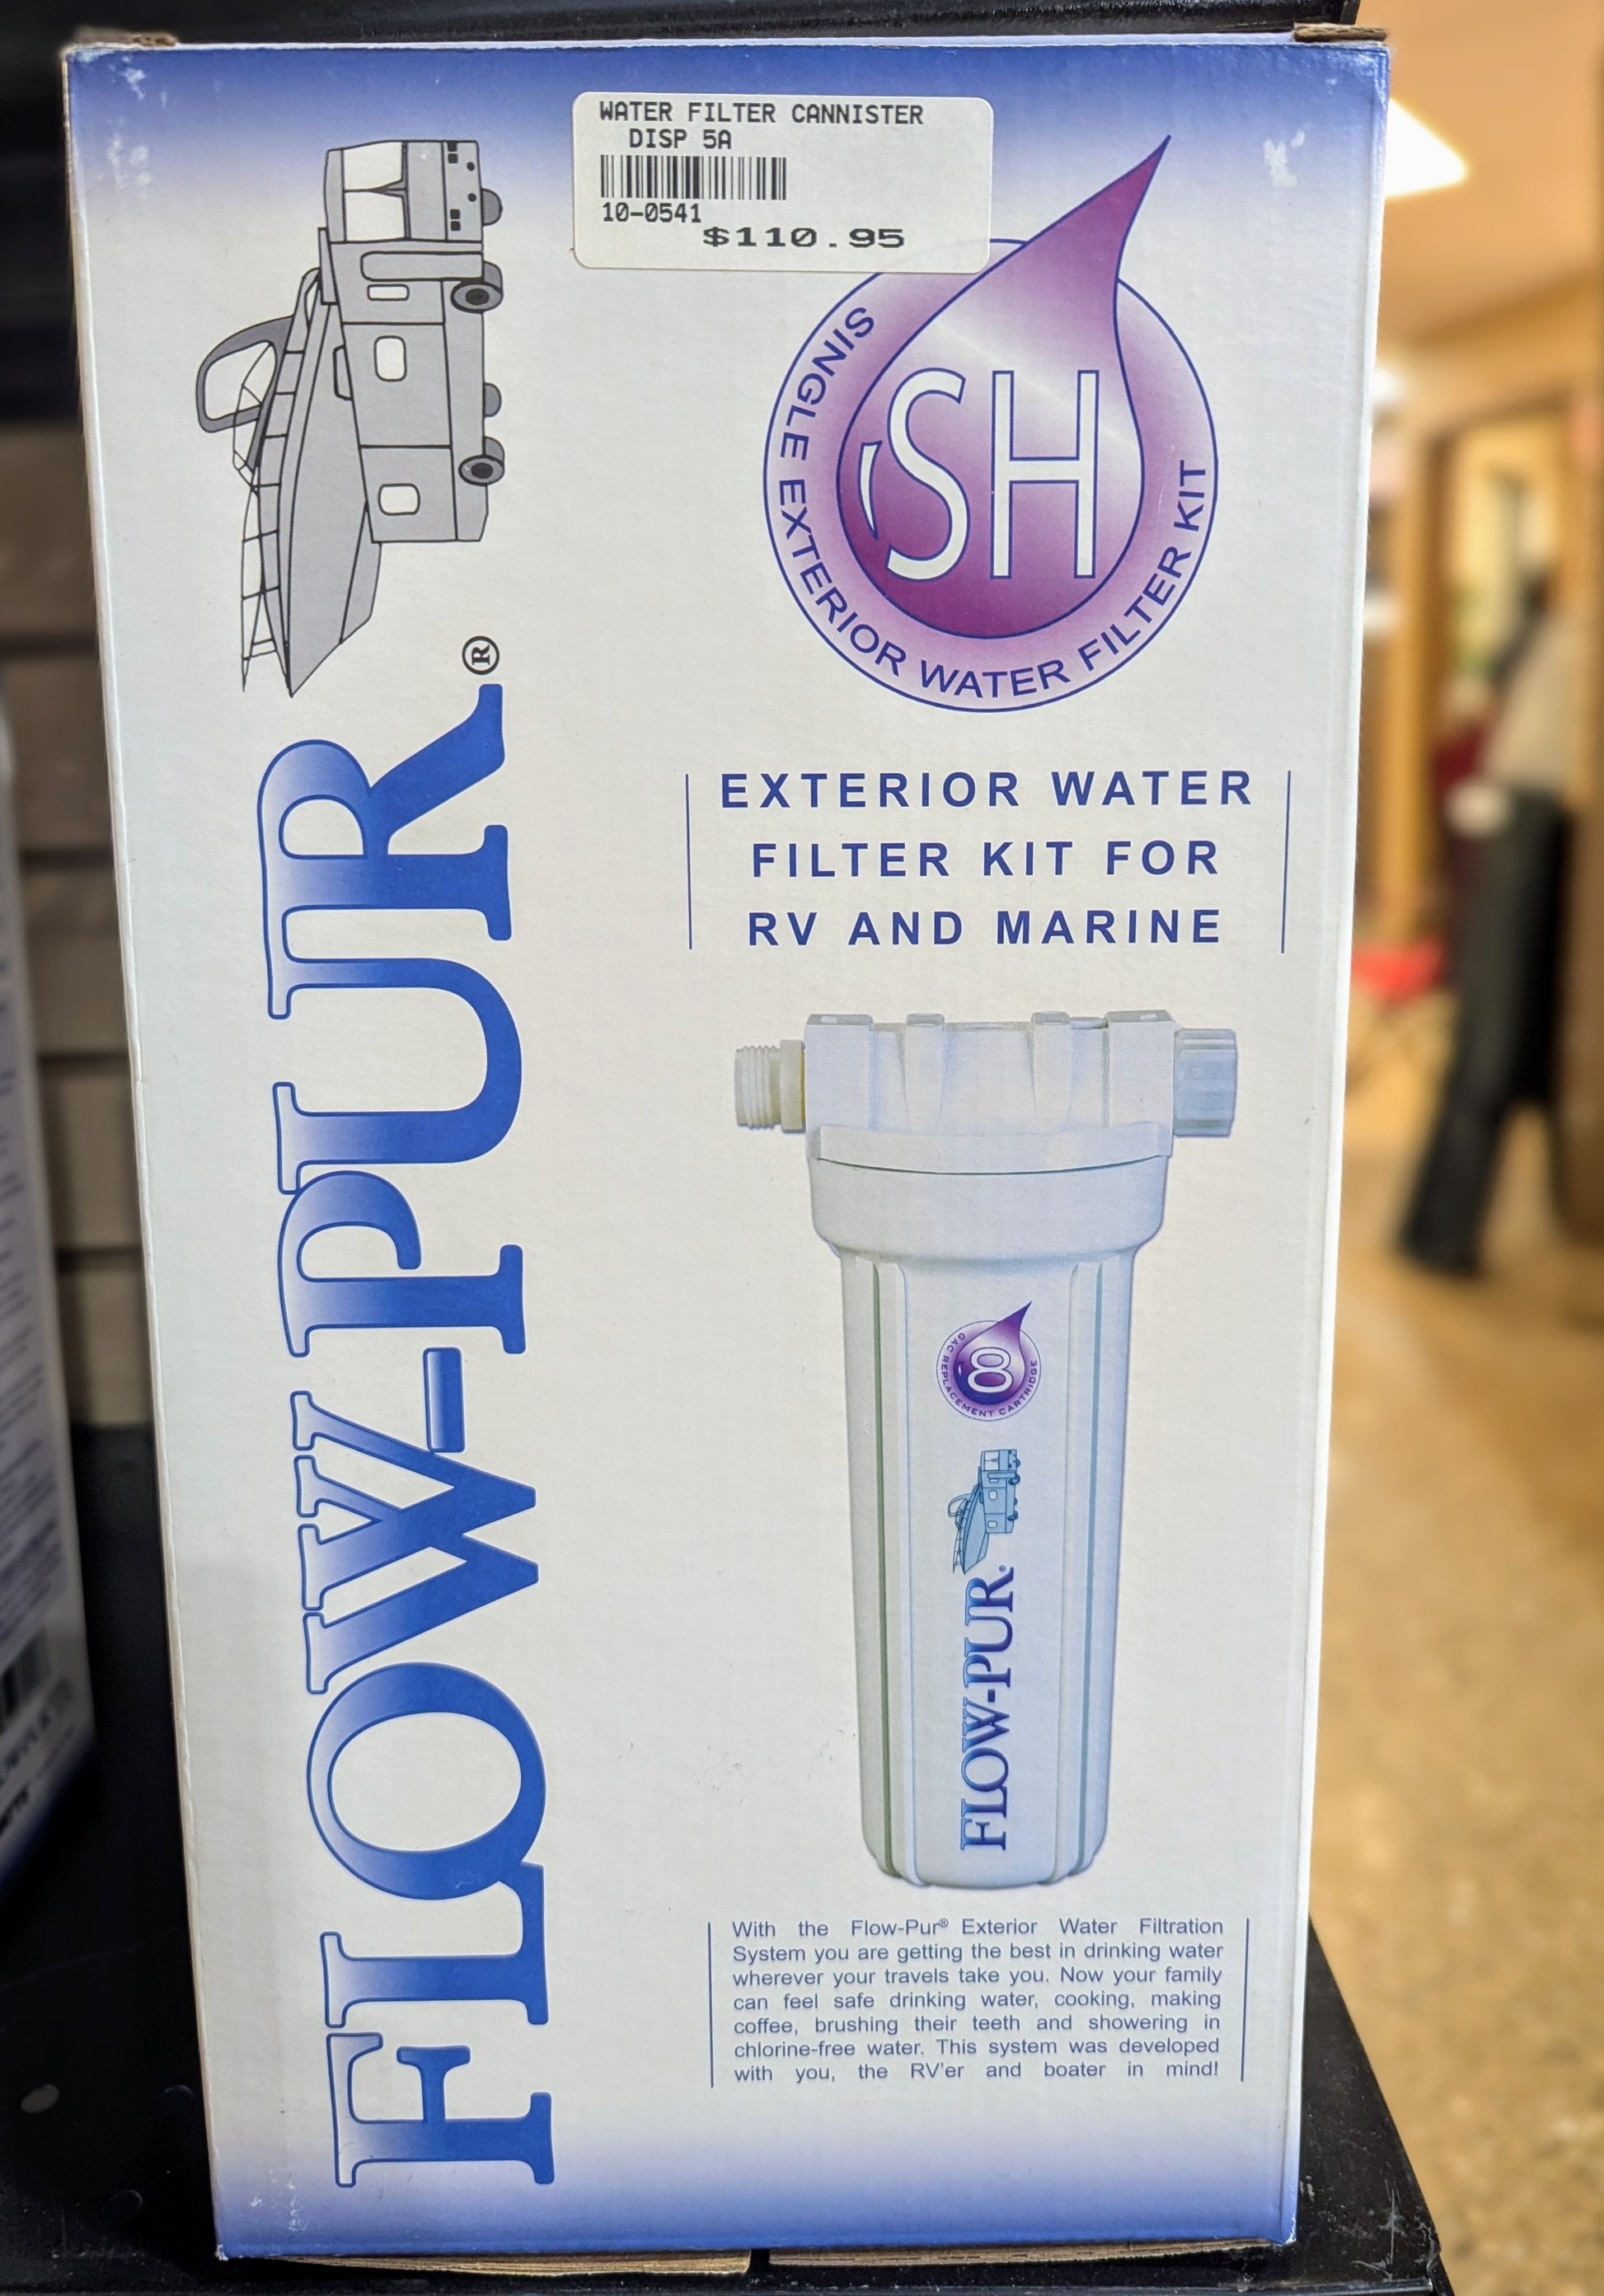 WATER FILTER CANNISTER
DISP 5A
10-0541
$110.95
SH
SINGLE EXTERIOR WATER FILTER KIT
FLOW-PUR®
EXTERIOR WATER
FILTER KIT FOR
RV AND MARINE
8
GAC REPLACEMENT CARTRIDGE
FLOW-PUR®
With the Flow-Pur® Exterior Water Filtration
System you are getting the best in drinking water
wherever your travels take you. Now your family
can feel safe drinking water, cooking, making
coffee, brushing their teeth and showering in
chlorine-free water. This system was developed
with you, the RV'er and boater in mind!